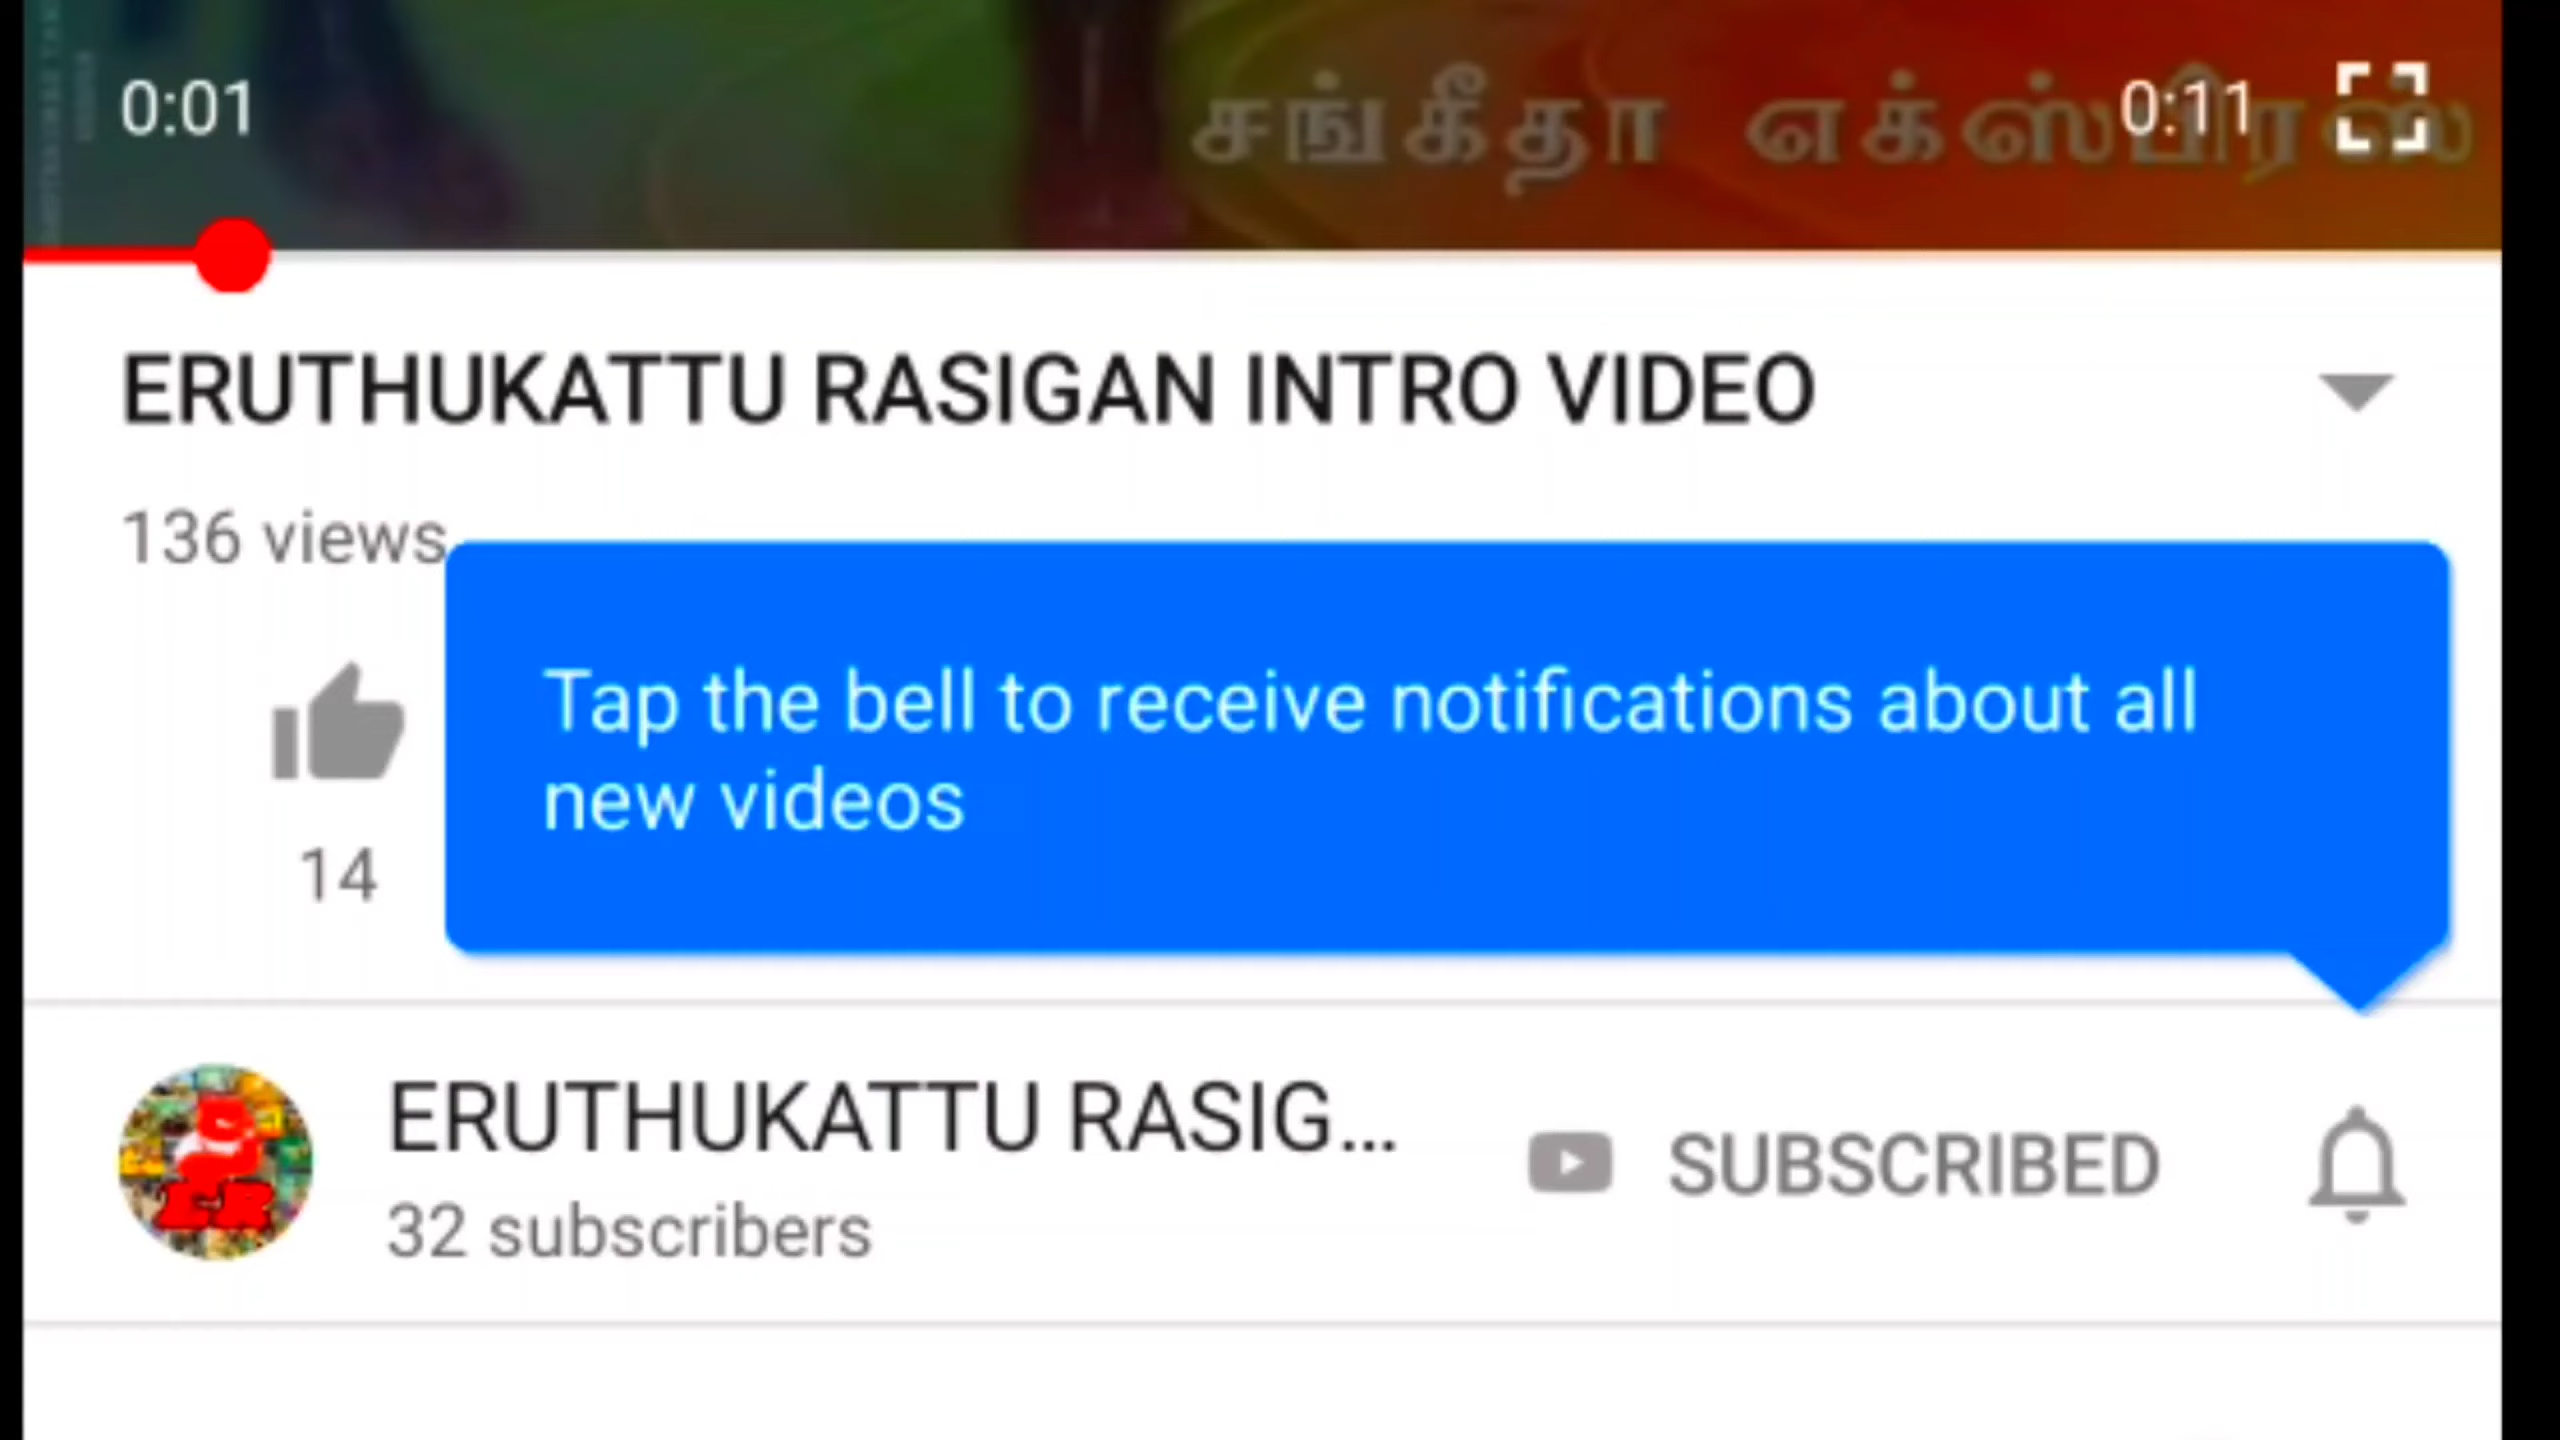 சங்கீதா எக்ஸ்பிரஸ்
0:01
0:11
ERUTHUKATTU RASIGAN INTRO VIDEO
136 views
Tap the bell to receive notifications about all
new videos
14
ERUTHUKATTU RASIG...
32 subscribers
SUBSCRIBED
ER